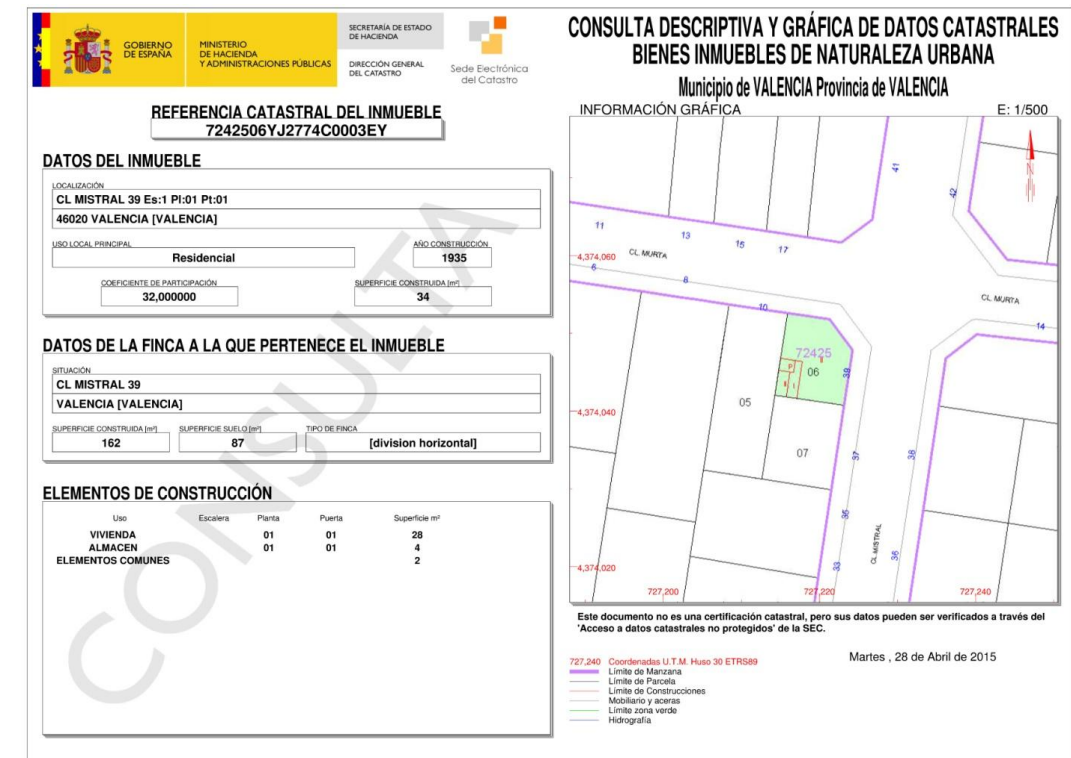 GOBIERNO
DE ESPAÑA
MINISTERIO
DE HACIENDA
Y ADMINISTRACIONES PÚBLICAS
SECRETARÍA DE ESTADO
DE HACIENDA
DIRECCIÓN GENERAL
DEL CATASTRO
Sede Electrónica
del Catastro
REFERENCIA CATASTRAL DEL INMUEBLE
7242506YJ2774C0003EY
DATOS DEL INMUEBLE
LOCALIZACIÓN
CL MISTRAL 39 Es:1 Pl:01 Pt:01
46020 VALENCIA [VALENCIA]
USO LOCAL PRINCIPAL
Residencial
AÑO CONSTRUCCIÓN
1935
COEFICIENTE DE PARTICIPACIÓN
32,000000
SUPERFICIE CONSTRUIDA [m²]
34
DATOS DE LA FINCA A LA QUE PERTENECE EL INMUEBLE
SITUACIÓN
CL MISTRAL 39
VALENCIA [VALENCIA]
SUPERFICIE CONSTRUIDA [m²] SUPERFICIE SUELO [m²] TIPO DE FINCA
162 87 [division horizontal]
ELEMENTOS DE CONSTRUCCIÓN
Uso Escalera Planta Puerta Superficie m²
VIVIENDA 01 01 28
ALMACEN 01 01 4
ELEMENTOS COMUNES 2
CONSULTA
CONSULTA DESCRIPTIVA Y GRÁFICA DE DATOS CATASTRALES
BIENES INMUEBLES DE NATURALEZA URBANA
Municipio de VALENCIA Provincia de VALENCIA
INFORMACIÓN GRÁFICA E: 1/500
41
42
11
13
15
17
4,374,060
CL. MURTA
6
8
10
CL. MURTA
14
72425
P
I
06
39
05
4,374,040
07
37
38
35
CL. MISTRAL
36
33
4,374,020
727,200
727,220
727,240
Este documento no es una certificación catastral, pero sus datos pueden ser verificados a través del
'Acceso a datos catastrales no protegidos' de la SEC.
727,240 Coordenadas U.T.M. Huso 30 ETRS89
Límite de Manzana
Límite de Parcela
Límite de Construcciones
Mobiliario y aceras
Límite zona verde
Hidrografía
Martes , 28 de Abril de 2015